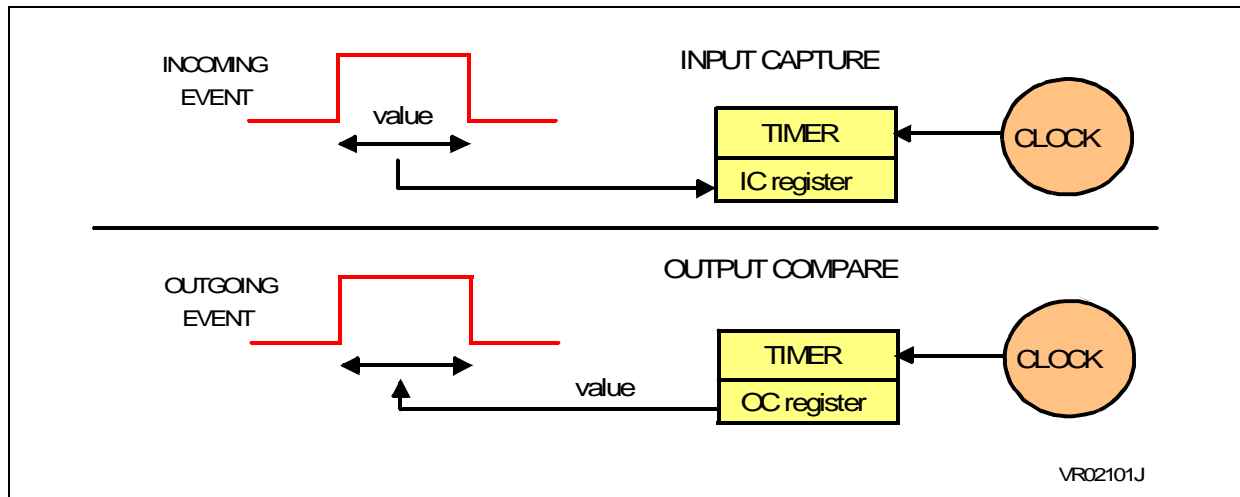 INCOMING
EVENT
value
INPUT CAPTURE
TIMER
IC register
CLOCK
OUTGOING
EVENT
OUTPUT COMPARE
value
TIMER
OC register
CLOCK
VR02101J